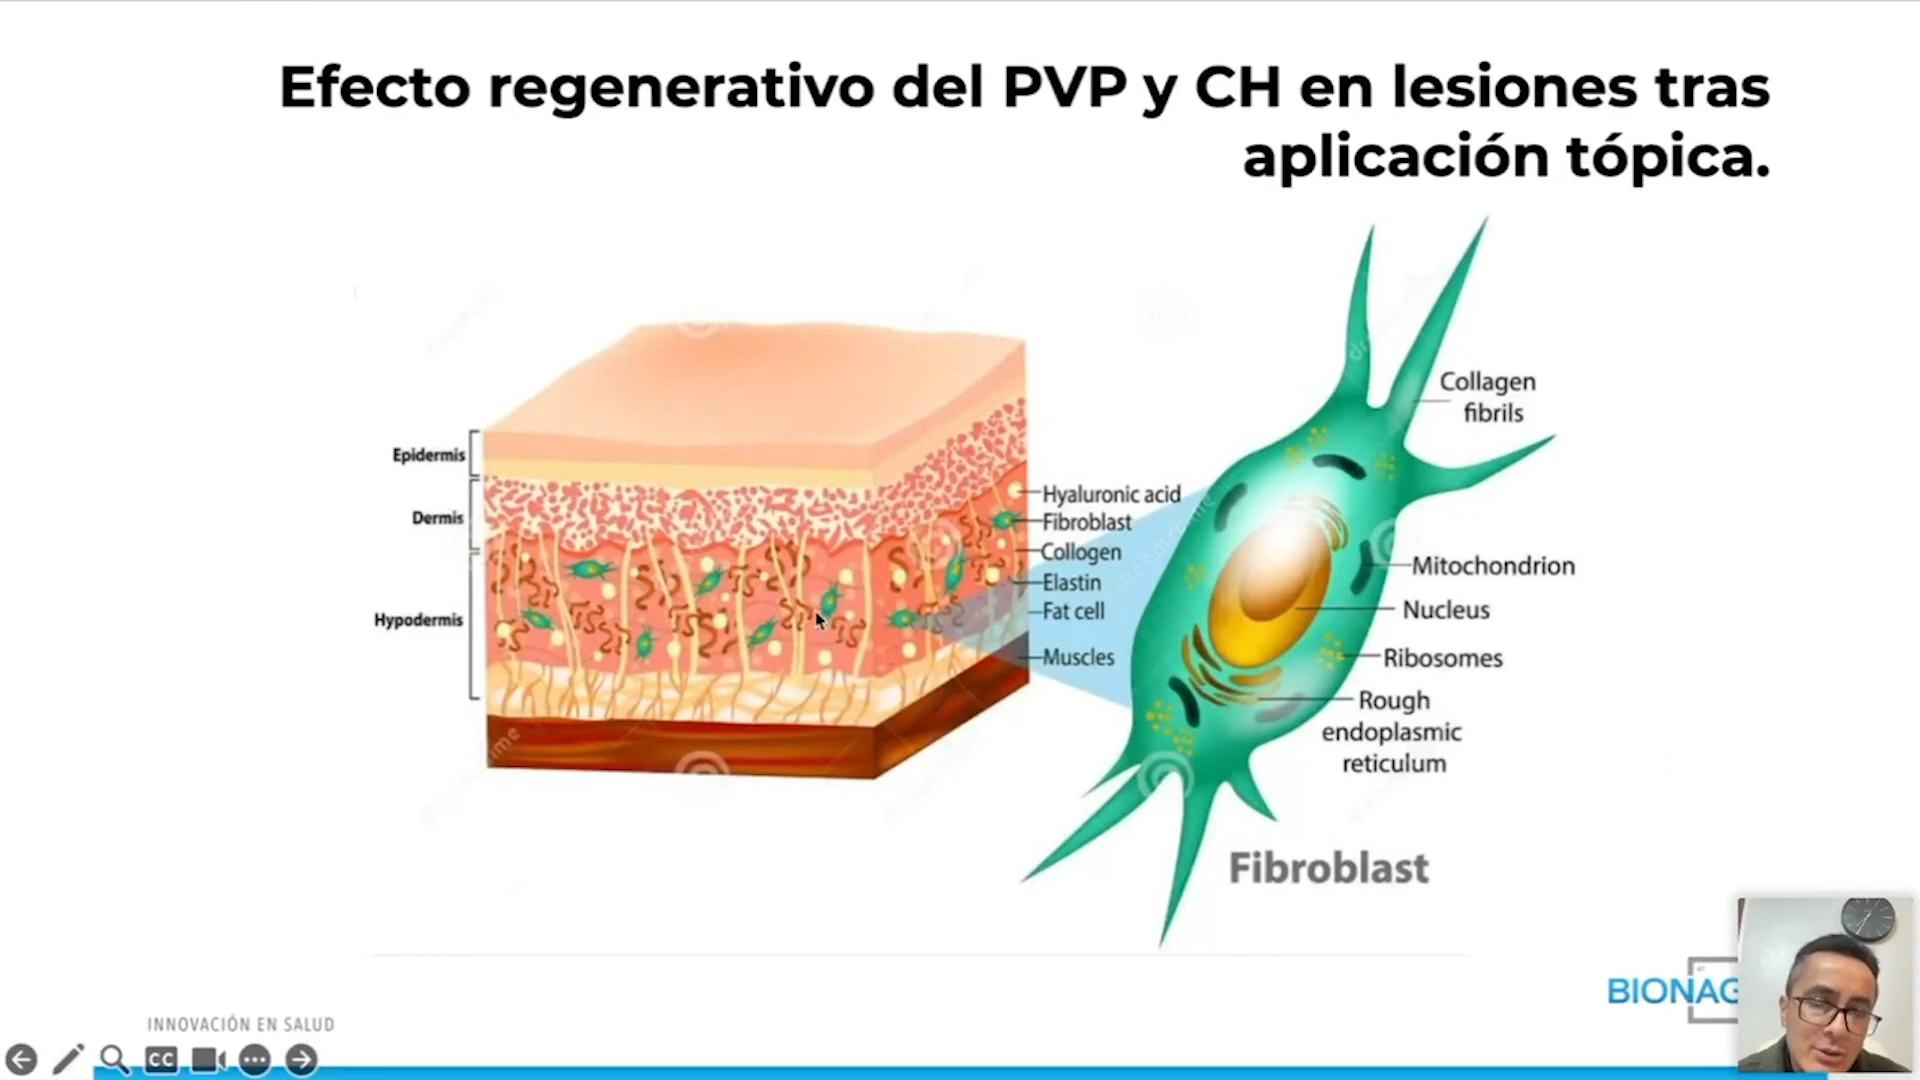 Efecto regenerativo del PVP y CH en lesiones tras
aplicación tópica.
Epidermis
Dermis
Hypodermis
Hyaluronic acid
Fibroblast
Collogen
Elastin
Fat cell
Muscles
Collagen
fibrils
Mitochondrion
Nucleus
Ribosomes
Rough
endoplasmic
reticulum
Fibroblast
BIONAG
INNOVACIÓN EN SALUD
CC